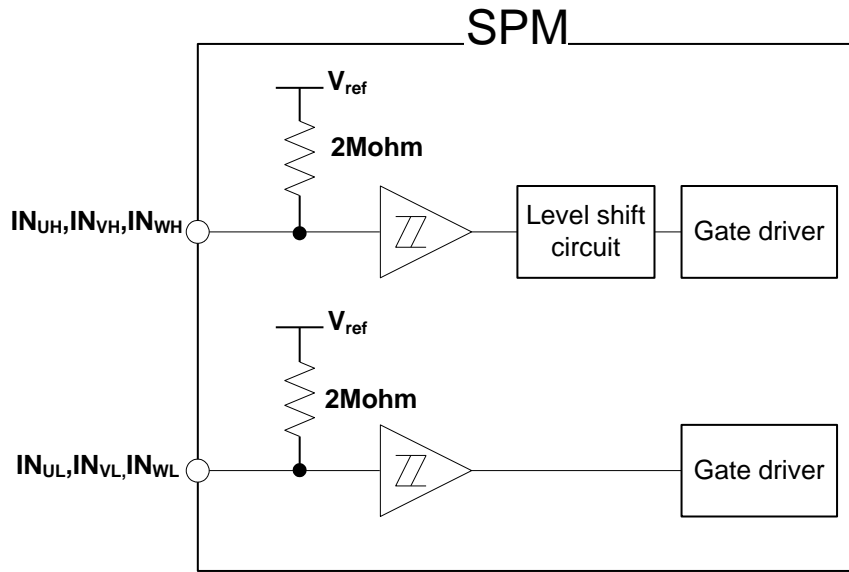 SPM
Vref
2Mohm
INUH,INVH,INWH
Level shift
circuit
Gate driver
Vref
2Mohm
INUL,INVL,INWL
Gate driver